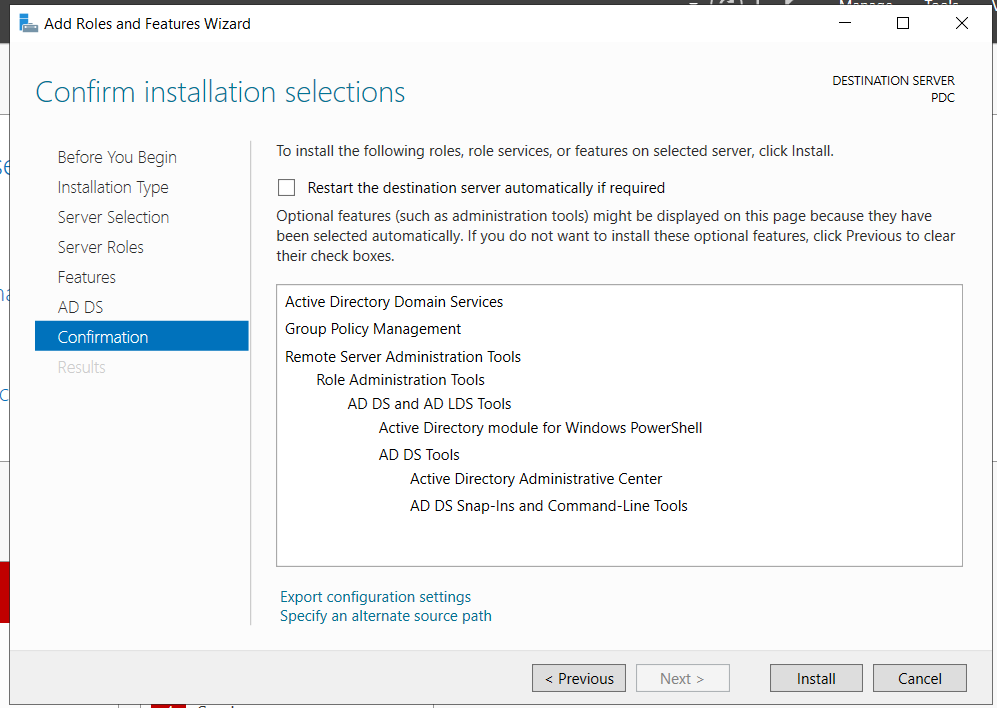 Add Roles and Features Wizard
Confirm installation selections
DESTINATION SERVER
PDC
Before You Begin
Installation Type
Server Selection
Server Roles
Features
AD DS
Confirmation
Results
To install the following roles, role services, or features on selected server, click Install.
Restart the destination server automatically if required
Optional features (such as administration tools) might be displayed on this page because they have
been selected automatically. If you do not want to install these optional features, click Previous to clear
their check boxes.
Active Directory Domain Services
Group Policy Management
Remote Server Administration Tools
Role Administration Tools
AD DS and AD LDS Tools
Active Directory module for Windows PowerShell
AD DS Tools
Active Directory Administrative Center
AD DS Snap-Ins and Command-Line Tools
Export configuration settings
Specify an alternate source path
< Previous
Next >
Install
Cancel